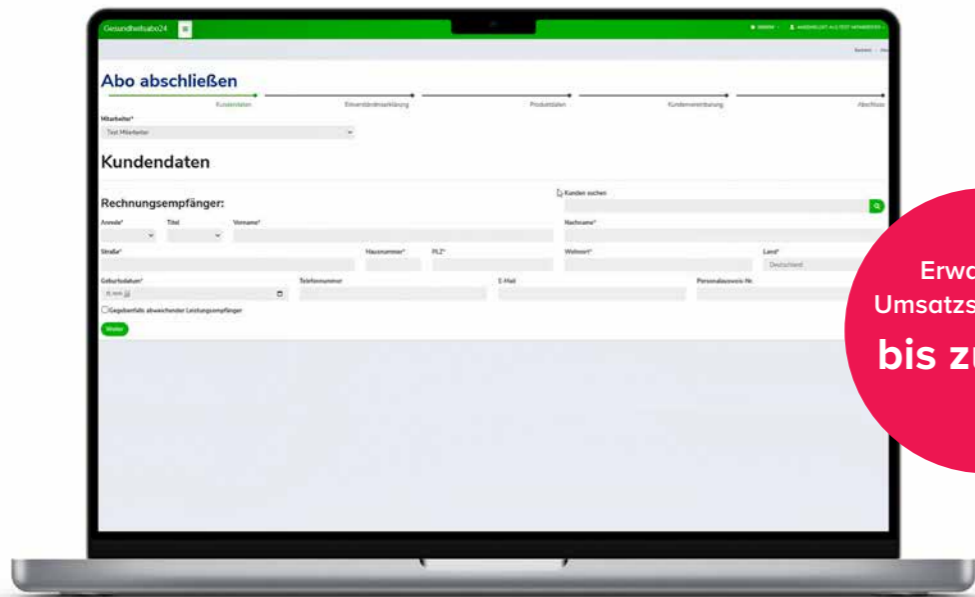 Gesundheitsabo24
Abo abschließen
Kundendaten Einverständniserklärung Produktdaten Kundenvereinbarung Abschluss
Mitarbeiter*
Test Mitarbeiter
Kundendaten
Kunden suchen
Rechnungsempfänger:
Anrede* Titel Vorname* Nachname*
Straße* Hausnummer* PLZ* Wohnort* Land*
Deutschland
Geburtsdatum* Telefonnummer E-Mail Personalausweis-Nr.
Gegebenfalls abweichender Leistungsempfänger
Weiter
Erwa
Umsatzs
bis zu